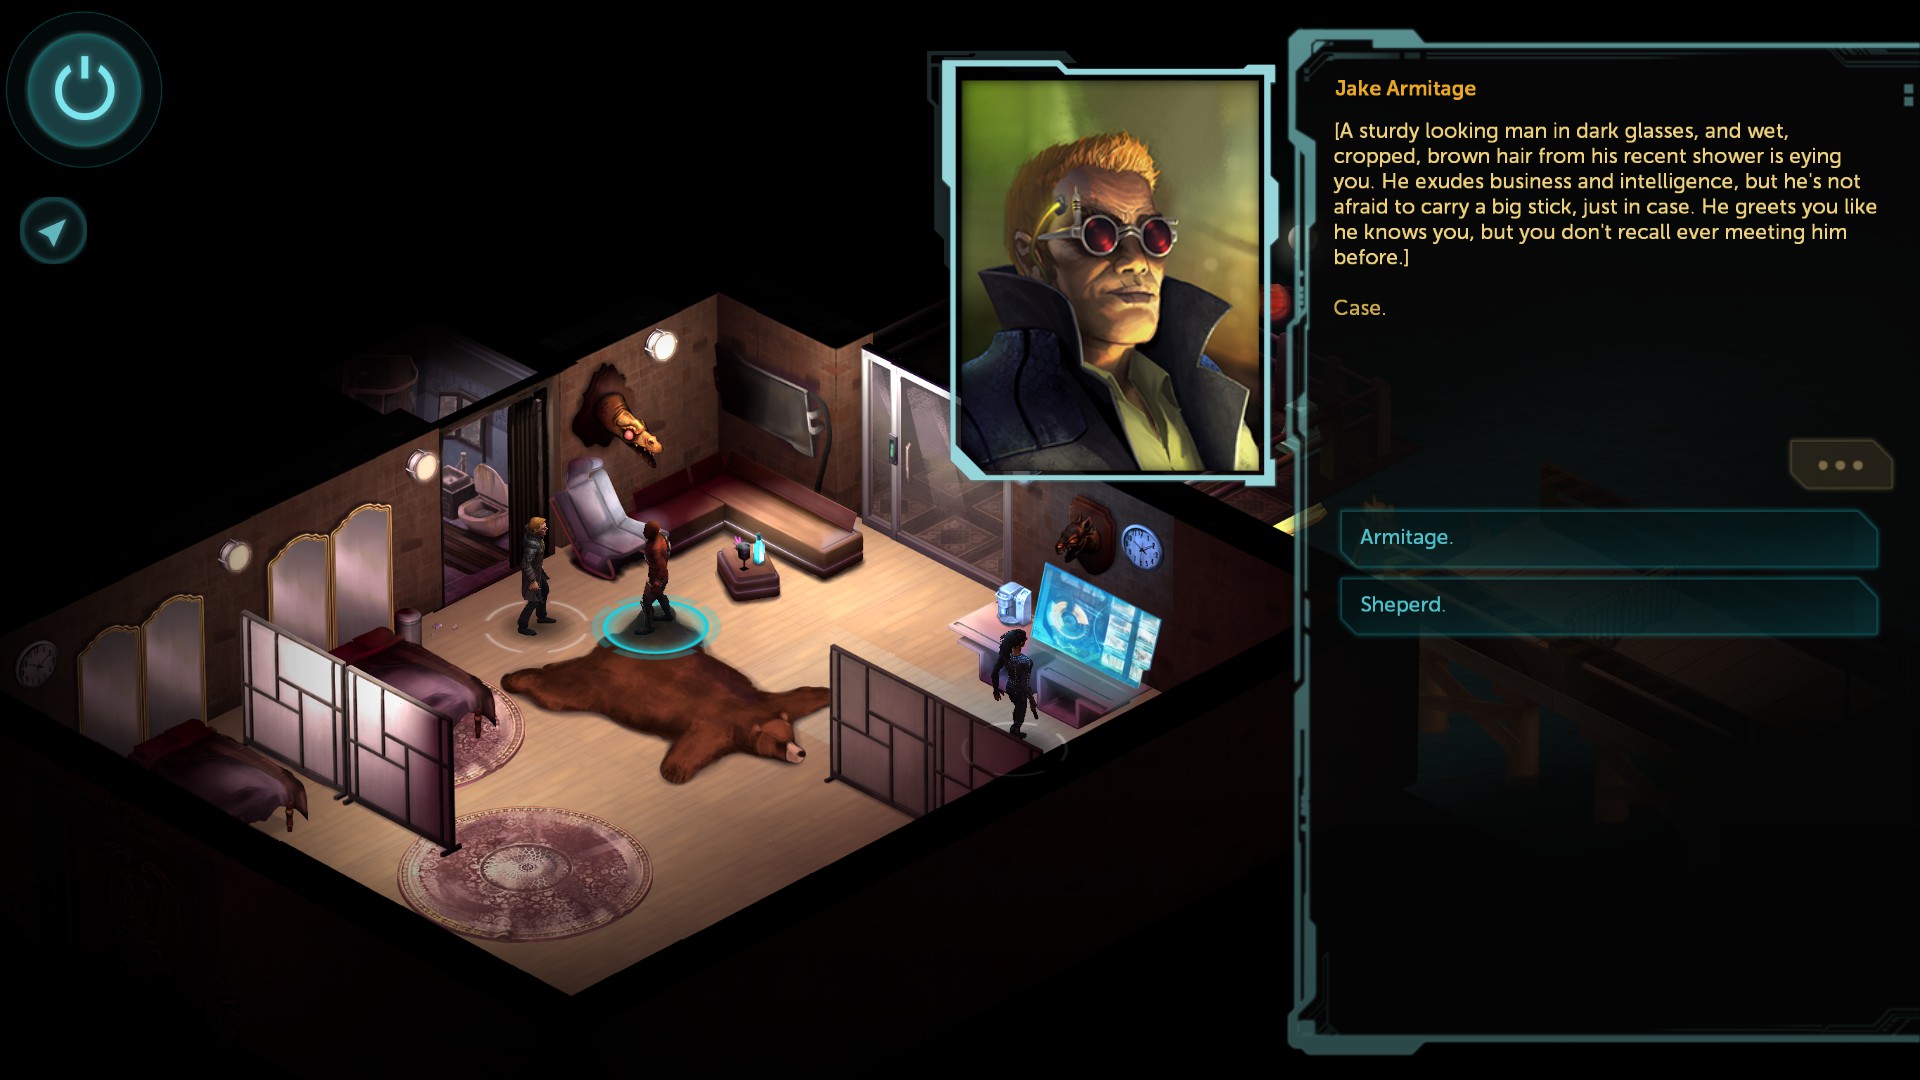 Jake Armitage
[A sturdy looking man in dark glasses, and wet,
cropped, brown hair from his recent shower is eying
you. He exudes business and intelligence, but he's not
afraid to carry a big stick, just in case. He greets you like
he knows you, but you don't recall ever meeting him
before.]
Case.
Armitage.
Sheperd.